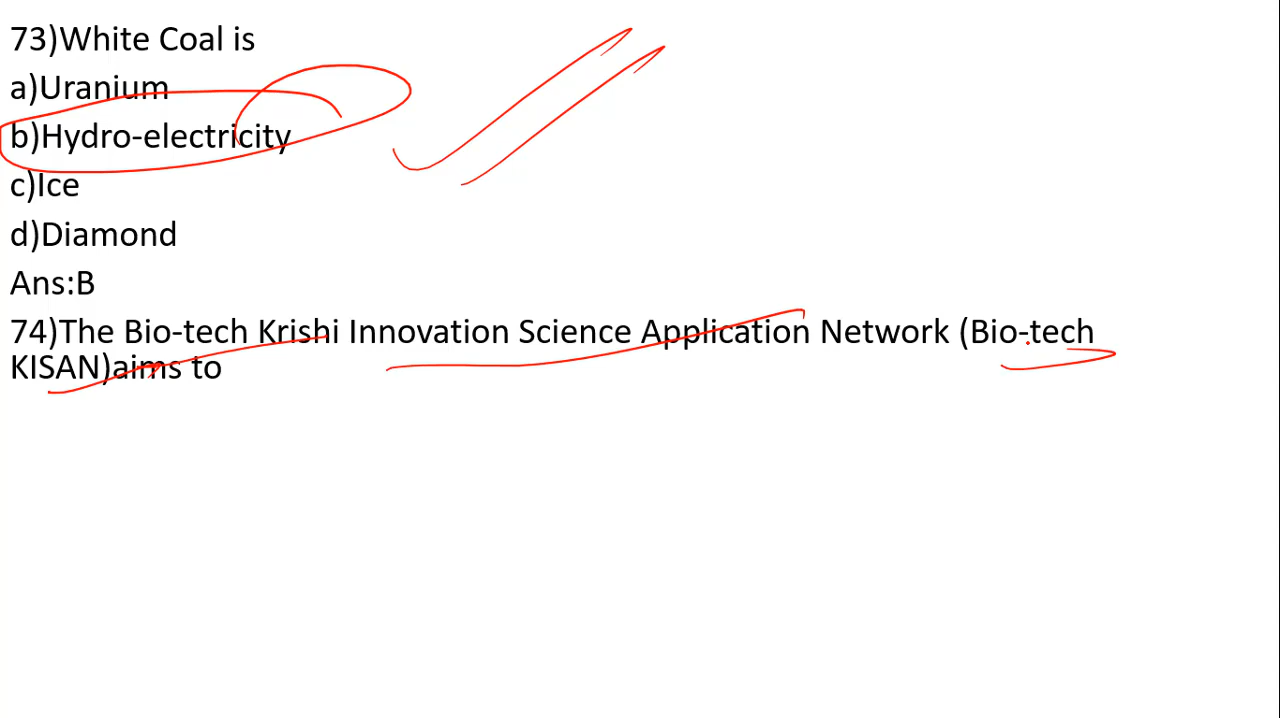 73)White Coal is
a)Uranium
b)Hydro-electricity
c)Ice
d)Diamond
Ans:B
74)The Bio-tech Krishi Innovation Science Application Network (Bio-tech
KISAN)aims to